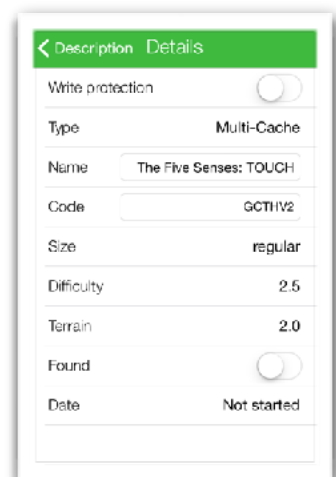 Description Details
Write protection
Type Multi-Cache
Name The Five Senses: TOUCH
Code GCTHV2
Size regular
Difficulty 2.5
Terrain 2.0
Found
Date Not started